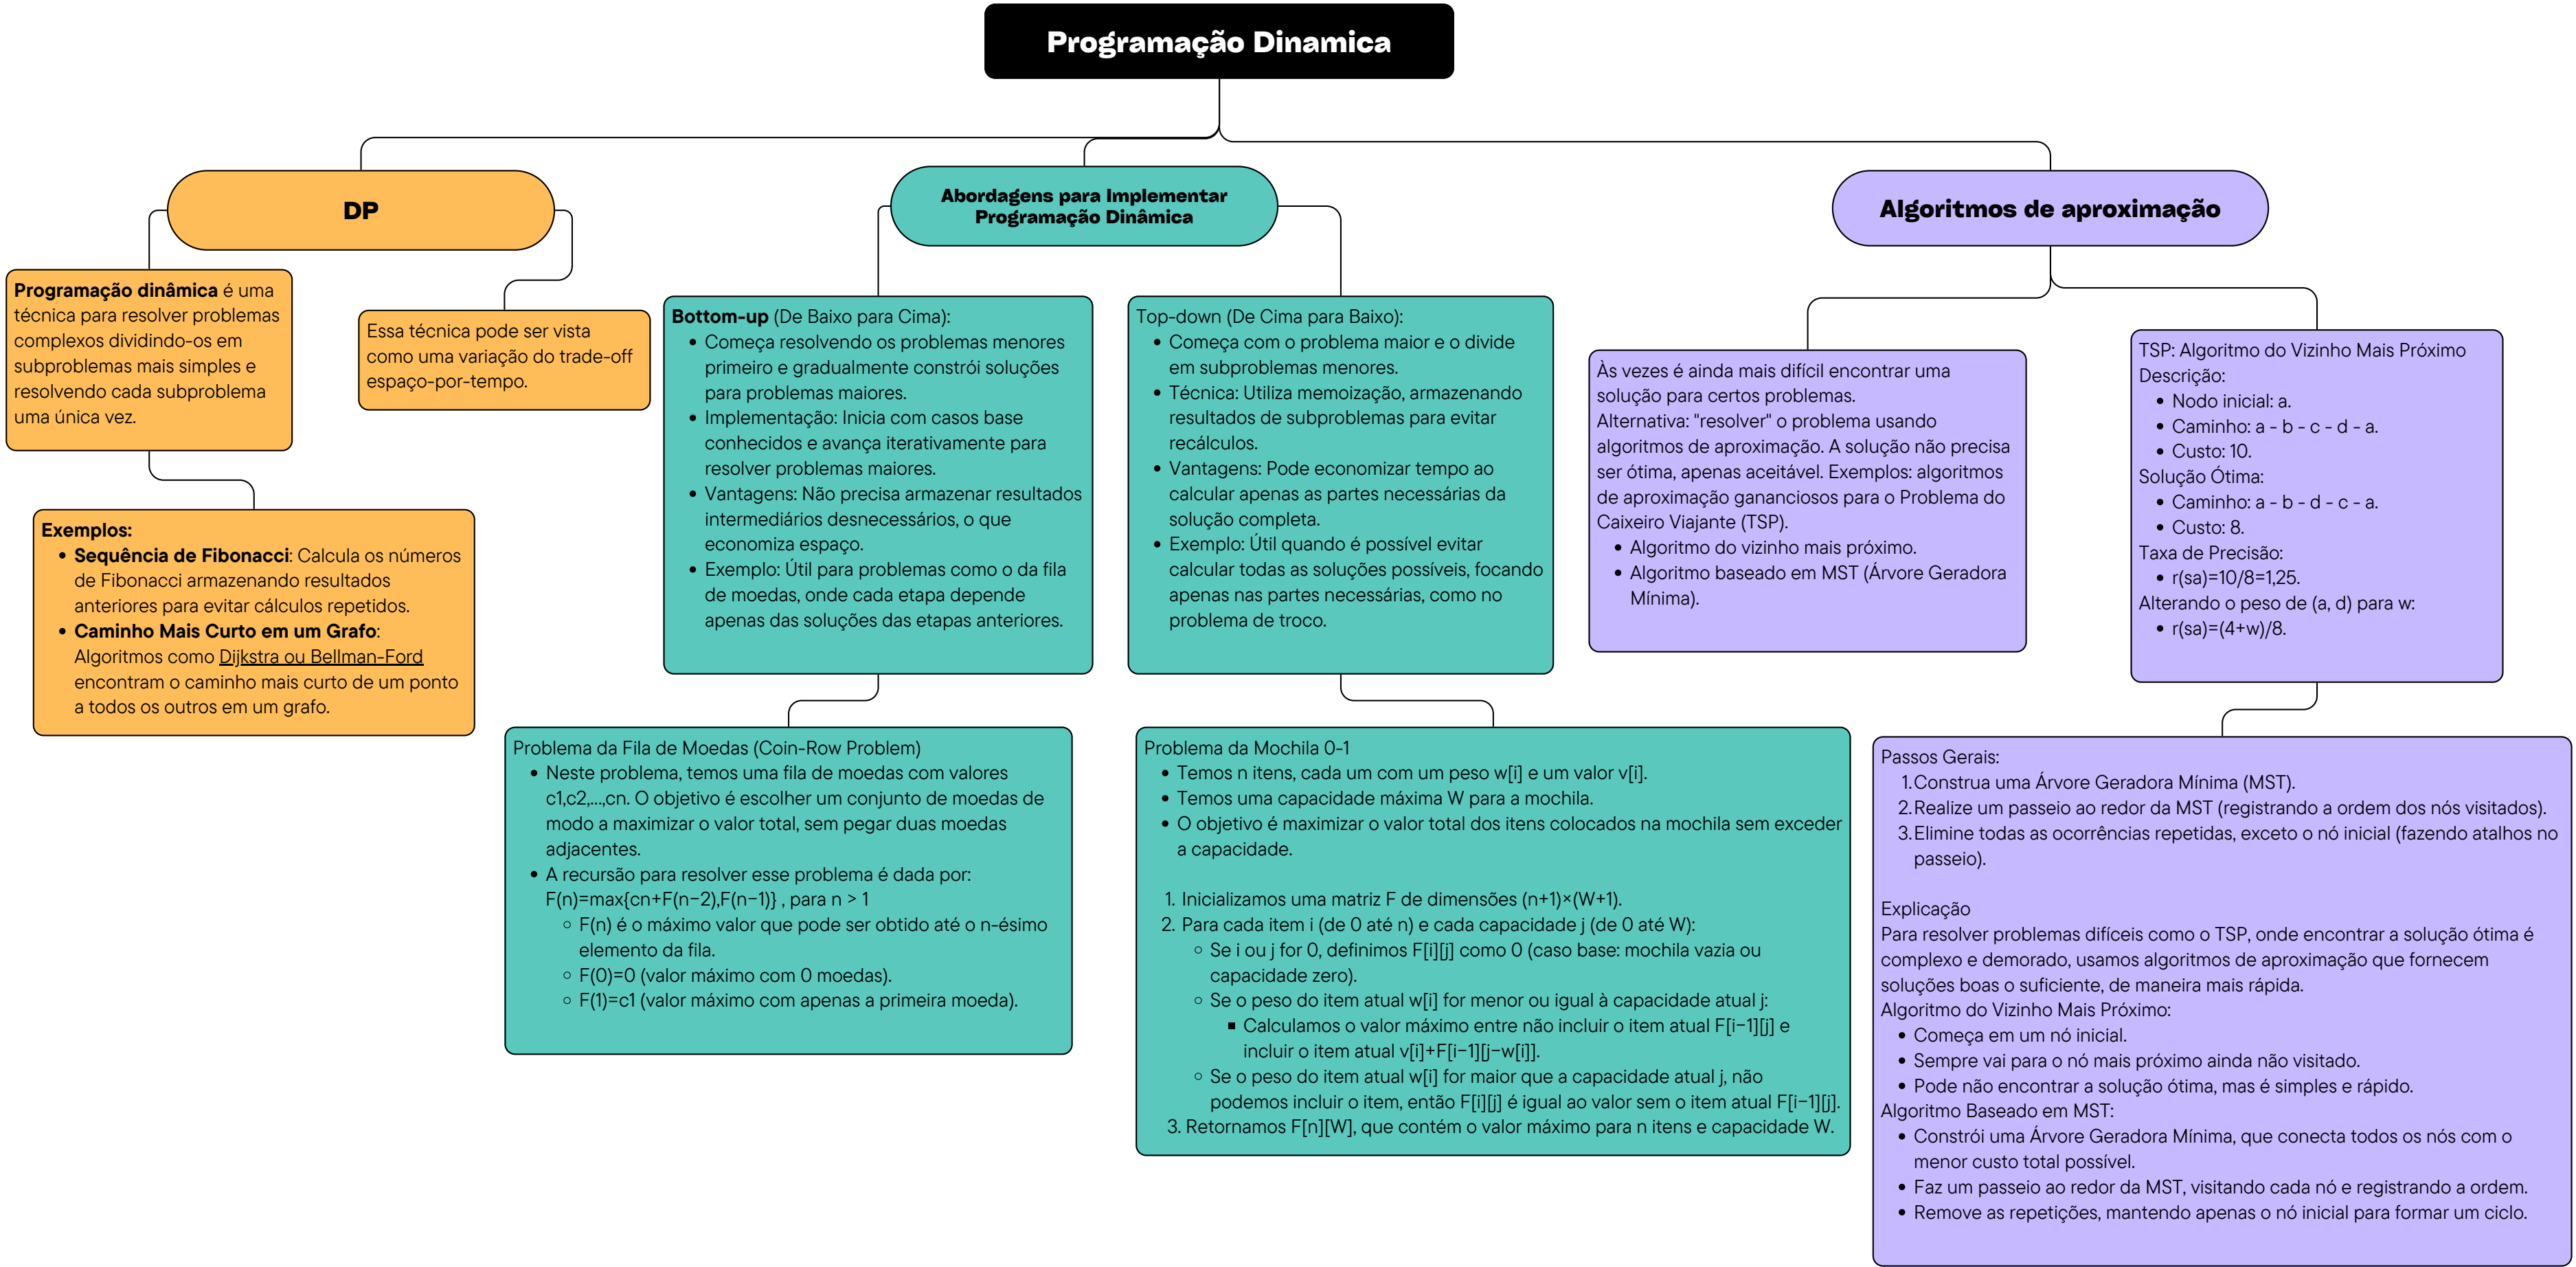 Programação Dinamica
DP
Programação dinâmica é uma
técnica para resolver problemas
complexos dividindo-os em
subproblemas mais simples e
resolvendo cada subproblema
uma única vez.
Essa técnica pode ser vista
como uma variação do trade-off
espaço-por-tempo.
Exemplos:
• Sequência de Fibonacci: Calcula os números
de Fibonacci armazenando resultados
anteriores para evitar cálculos repetidos.
• Caminho Mais Curto em um Grafo:
Algoritmos como Dijkstra ou Bellman-Ford
encontram o caminho mais curto de um ponto
a todos os outros em um grafo.
Abordagens para Implementar
Programação Dinâmica
Bottom-up (De Baixo para Cima):
• Começa resolvendo os problemas menores
primeiro e gradualmente constrói soluções
para problemas maiores.
• Implementação: Inicia com casos base
conhecidos e avança iterativamente para
resolver problemas maiores.
• Vantagens: Não precisa armazenar resultados
intermediários desnecessários, o que
economiza espaço.
• Exemplo: Útil para problemas como o da fila
de moedas, onde cada etapa depende
apenas das soluções das etapas anteriores.
Problema da Fila de Moedas (Coin-Row Problem)
• Neste problema, temos uma fila de moedas com valores
c1,c2,...,cn. O objetivo é escolher um conjunto de moedas de
modo a maximizar o valor total, sem pegar duas moedas
adjacentes.
• A recursão para resolver esse problema é dada por:
F(n)=max{cn+F(n−2),F(n−1)} , para n > 1
◦ F(n) é o máximo valor que pode ser obtido até o n-ésimo
elemento da fila.
◦ F(0)=0 (valor máximo com 0 moedas).
◦ F(1)=c1 (valor máximo com apenas a primeira moeda).
Top-down (De Cima para Baixo):
• Começa com o problema maior e o divide
em subproblemas menores.
• Técnica: Utiliza memoização, armazenando
resultados de subproblemas para evitar
recálculos.
• Vantagens: Pode economizar tempo ao
calcular apenas as partes necessárias da
solução completa.
• Exemplo: Útil quando é possível evitar
calcular todas as soluções possíveis, focando
apenas nas partes necessárias, como no
problema de troco.
Problema da Mochila 0-1
• Temos n itens, cada um com um peso w[i] e um valor v[i].
• Temos uma capacidade máxima W para a mochila.
• O objetivo é maximizar o valor total dos itens colocados na mochila sem exceder
a capacidade.
1. Inicializamos uma matriz F de dimensões (n+1)×(W+1).
2. Para cada item i (de 0 até n) e cada capacidade j (de 0 até W):
◦ Se i ou j for 0, definimos F[i][j] como 0 (caso base: mochila vazia ou
capacidade zero).
◦ Se o peso do item atual w[i] for menor ou igual à capacidade atual j:
▪ Calculamos o valor máximo entre não incluir o item atual F[i−1][j] e
incluir o item atual v[i]+F[i−1][j−w[i]].
◦ Se o peso do item atual w[i] for maior que a capacidade atual j, não
podemos incluir o item, então F[i][j] é igual ao valor sem o item atual F[i−1][j].
3. Retornamos F[n][W], que contém o valor máximo para n itens e capacidade W.
Algoritmos de aproximação
Às vezes é ainda mais difícil encontrar uma
solução para certos problemas.
Alternativa: "resolver" o problema usando
algoritmos de aproximação. A solução não precisa
ser ótima, apenas aceitável. Exemplos: algoritmos
de aproximação gananciosos para o Problema do
Caixeiro Viajante (TSP).
• Algoritmo do vizinho mais próximo.
• Algoritmo baseado em MST (Árvore Geradora
Mínima).
TSP: Algoritmo do Vizinho Mais Próximo
Descrição:
• Nodo inicial: a.
• Caminho: a - b - c - d - a.
• Custo: 10.
Solução Ótima:
• Caminho: a - b - d - c - a.
• Custo: 8.
Taxa de Precisão:
• r(sa)=10/8=1,25.
Alterando o peso de (a, d) para w:
• r(sa)=(4+w)/8.
Passos Gerais:
1.Construa uma Árvore Geradora Mínima (MST).
2.Realize um passeio ao redor da MST (registrando a ordem dos nós visitados).
3.Elimine todas as ocorrências repetidas, exceto o nó inicial (fazendo atalhos no
passeio).
Explicação
Para resolver problemas difíceis como o TSP, onde encontrar a solução ótima é
complexo e demorado, usamos algoritmos de aproximação que fornecem
soluções boas o suficiente, de maneira mais rápida.
Algoritmo do Vizinho Mais Próximo:
• Começa em um nó inicial.
• Sempre vai para o nó mais próximo ainda não visitado.
• Pode não encontrar a solução ótima, mas é simples e rápido.
Algoritmo Baseado em MST:
• Constrói uma Árvore Geradora Mínima, que conecta todos os nós com o
menor custo total possível.
• Faz um passeio ao redor da MST, visitando cada nó e registrando a ordem.
• Remove as repetições, mantendo apenas o nó inicial para formar um ciclo.